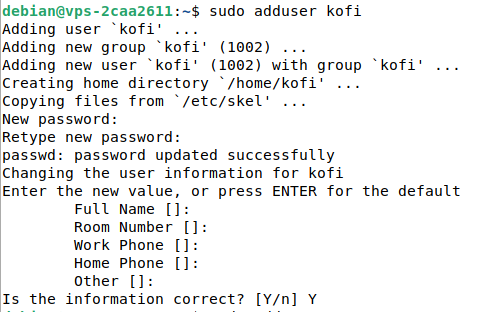 debian@vps-2caa2611:~$ sudo adduser kofi
Adding user `kofi' ...
Adding new group `kofi' (1002) ...
Adding new user `kofi' (1002) with group `kofi' ...
Creating home directory `/home/kofi' ...
Copying files from `/etc/skel' ...
New password:
Retype new password:
passwd: password updated successfully
Changing the user information for kofi
Enter the new value, or press ENTER for the default
        Full Name []:
        Room Number []:
        Work Phone []:
        Home Phone []:
        Other []:
Is the information correct? [Y/n] Y